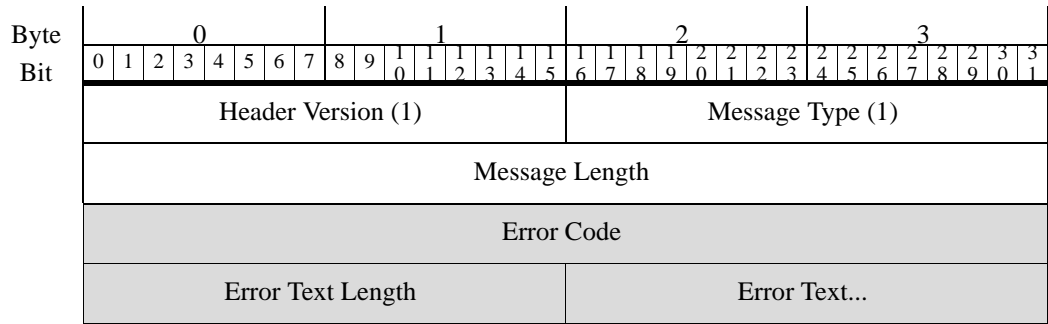 Byte 0 1 2 3
Bit 0 1 2 3 4 5 6 7 8 9 10 11 12 13 14 15 16 17 18 19 20 21 22 23 24 25 26 27 28 29 30 31
Header Version (1) Message Type (1)
Message Length
Error Code
Error Text Length Error Text...